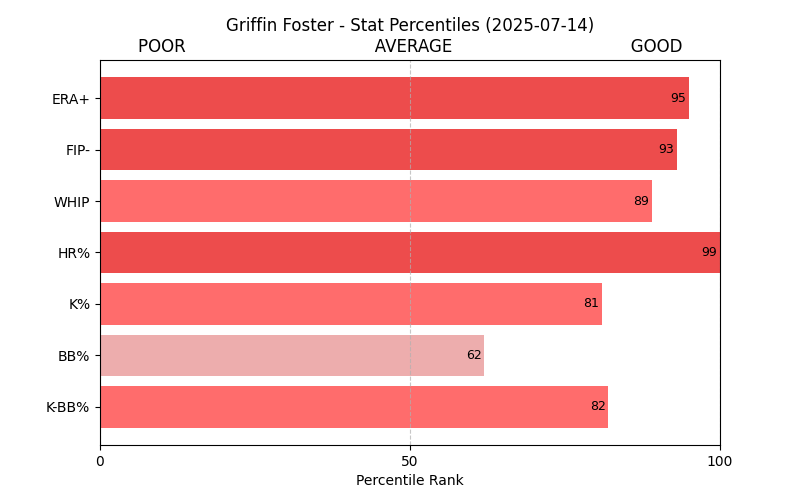 Griffin Foster - Stat Percentiles (2025-07-14)
POOR AVERAGE GOOD
ERA+ 95
FIP- 93
WHIP 89
HR% 99
K% 81
BB% 62
K-BB% 82
0 50 100
Percentile Rank